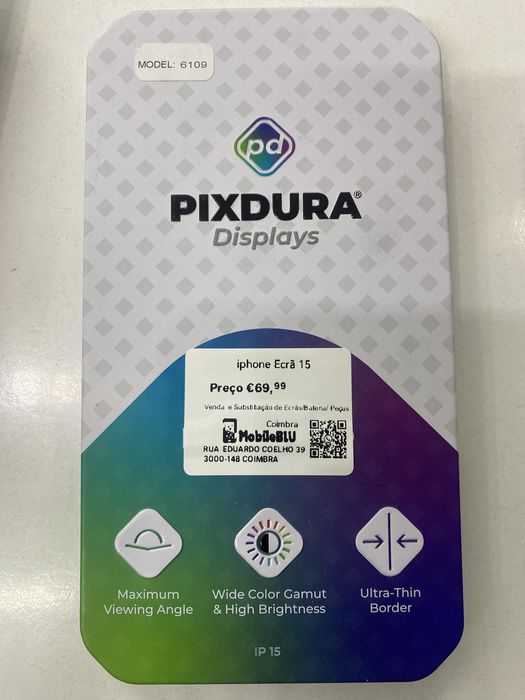 MODEL: 6109
pd
PIXDURA®
Displays
iphone Ecrã 15
Preço €69,99
Venda e Substituição de Ecrãs/Bateria/ Peças
Coimbra
MobileBLU
RUA EDUARDO COELHO 39
3000-148 COIMBRA
Maximum
Viewing Angle
Wide Color Gamut
& High Brightness
Ultra-Thin
Border
IP 15